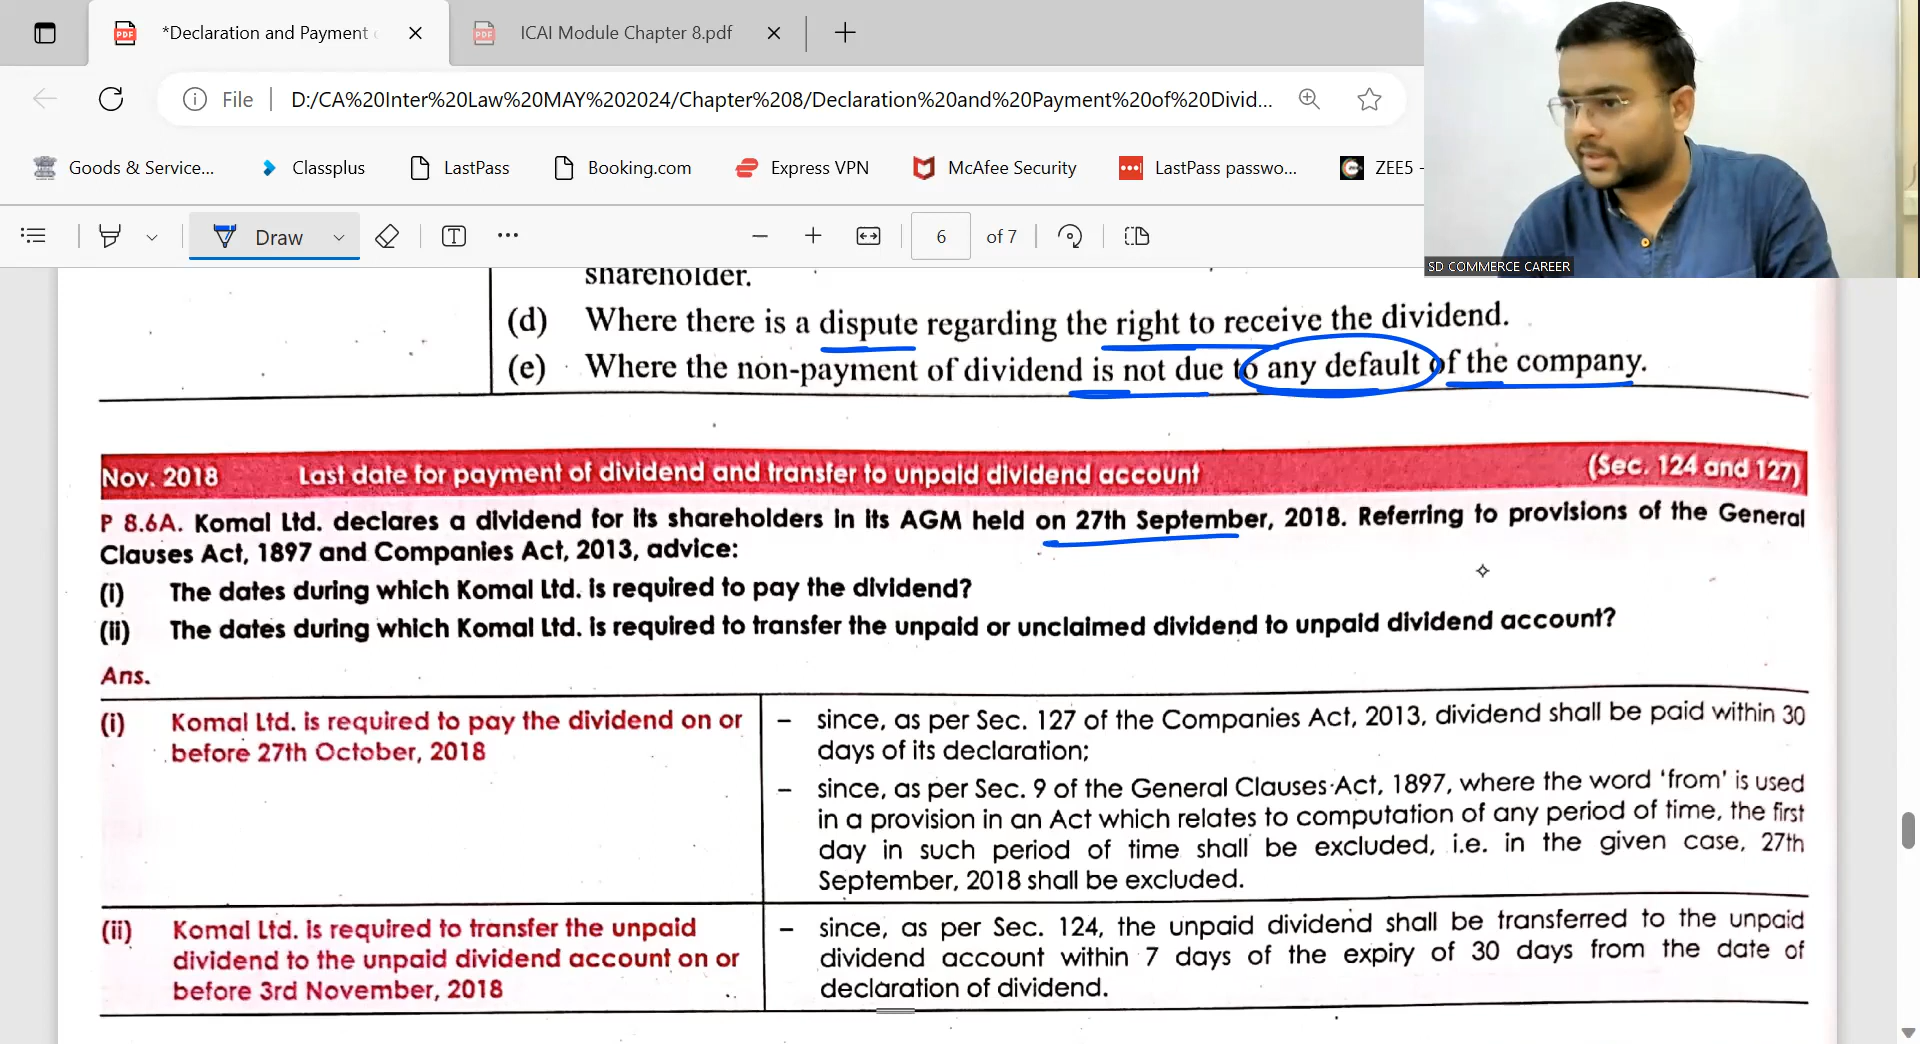 *Declaration and Payment
ICAI Module Chapter 8.pdf
File
D:/CA%20Inter%20Law%20MAY%202024/Chapter%208/Declaration%20and%20Payment%20of%20Divid...
Goods & Service...
Classplus
LastPass
Booking.com
Express VPN
McAfee Security
LastPass passwo...
ZEE5 -
Draw
6
of 7
SD COMMERCE CAREER
shareholder.
(d) Where there is a dispute regarding the right to receive the dividend.
(e) Where the non-payment of dividend is not due to any default of the company.
Nov. 2018 Last date for payment of dividend and transfer to unpaid dividend account (Sec. 124 and 127)
P 8.6A. Komal Ltd. declares a dividend for its shareholders in its AGM held on 27th September, 2018. Referring to provisions of the General
Clauses Act, 1897 and Companies Act, 2013, advice:
(i) The dates during which Komal Ltd. is required to pay the dividend?
(ii) The dates during which Komal Ltd. is required to transfer the unpaid or unclaimed dividend to unpaid dividend account?
Ans.
(i) Komal Ltd. is required to pay the dividend on or
before 27th October, 2018
– since, as per Sec. 127 of the Companies Act, 2013, dividend shall be paid within 30
days of its declaration;
– since, as per Sec. 9 of the General Clauses Act, 1897, where the word 'from' is used
in a provision in an Act which relates to computation of any period of time, the first
day in such period of time shall be excluded, i.e. in the given case, 27th
September, 2018 shall be excluded.
(ii) Komal Ltd. is required to transfer the unpaid
dividend to the unpaid dividend account on or
before 3rd November, 2018
– since, as per Sec. 124, the unpaid dividend shall be transferred to the unpaid
dividend account within 7 days of the expiry of 30 days from the date of
declaration of dividend.